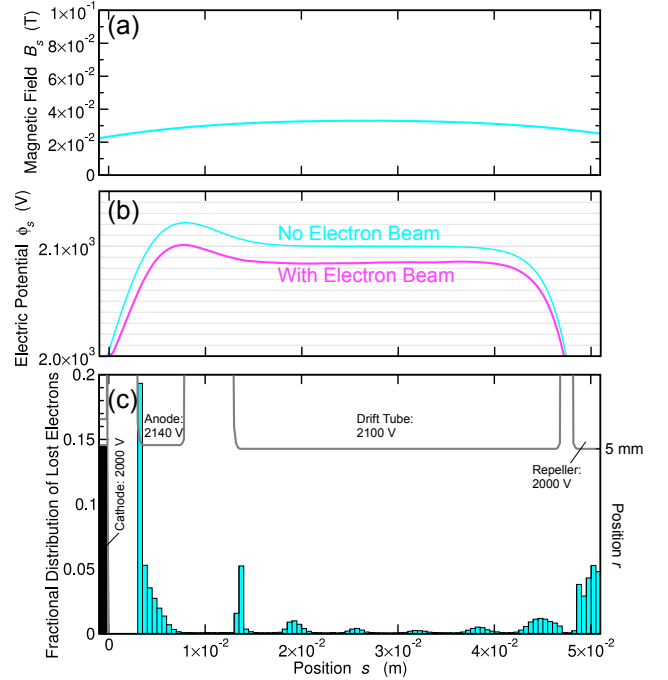 (a)
Magnetic Field B_s (T)
1×10⁻¹
8×10⁻²
6×10⁻²
4×10⁻²
2×10⁻²
0
(b)
Electric Potential ϕ_s (V)
2.1×10³
2.0×10³
No Electron Beam
With Electron Beam
(c)
Fractional Distribution of Lost Electrons
0.2
0.15
0.1
0.05
0
Cathode: 2000 V
Anode:
2140 V
Drift Tube:
2100 V
Repeller:
2000 V
5 mm
Position r
0
1×10⁻²
2×10⁻²
3×10⁻²
4×10⁻²
5×10⁻²
Position s (m)